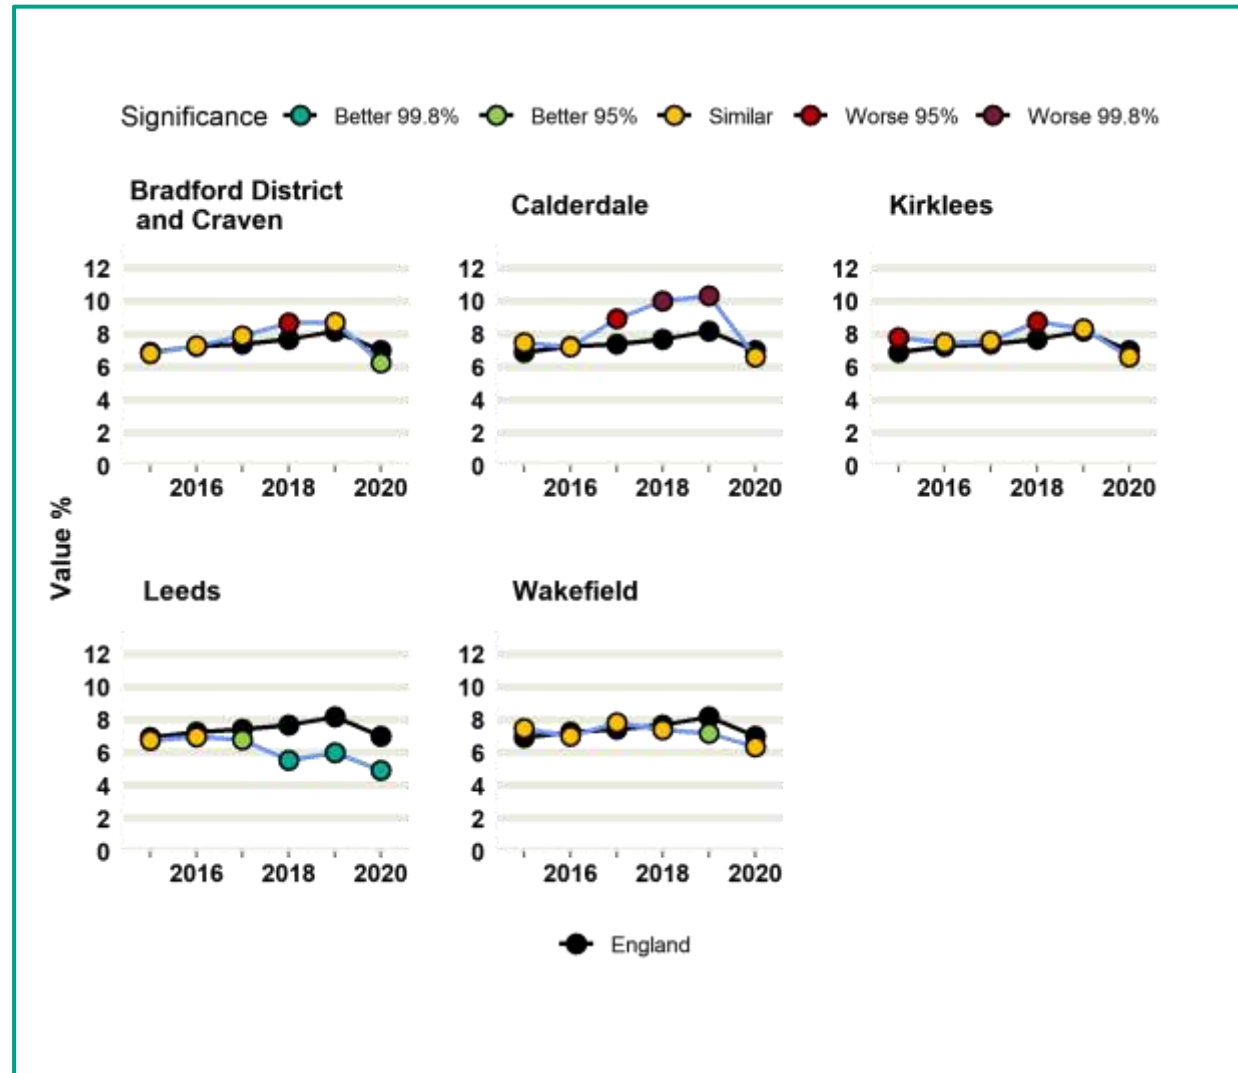 Significance Better 99.8% Better 95% Similar Worse 95% Worse 99.8%
Bradford District
and Craven
12
10
8
6
4
2
0
2016 2018 2020
Calderdale
12
10
8
6
4
2
0
2016 2018 2020
Kirklees
12
10
8
6
4
2
0
2016 2018 2020
Value %
Leeds
12
10
8
6
4
2
0
2016 2018 2020
Wakefield
12
10
8
6
4
2
0
2016 2018 2020
England